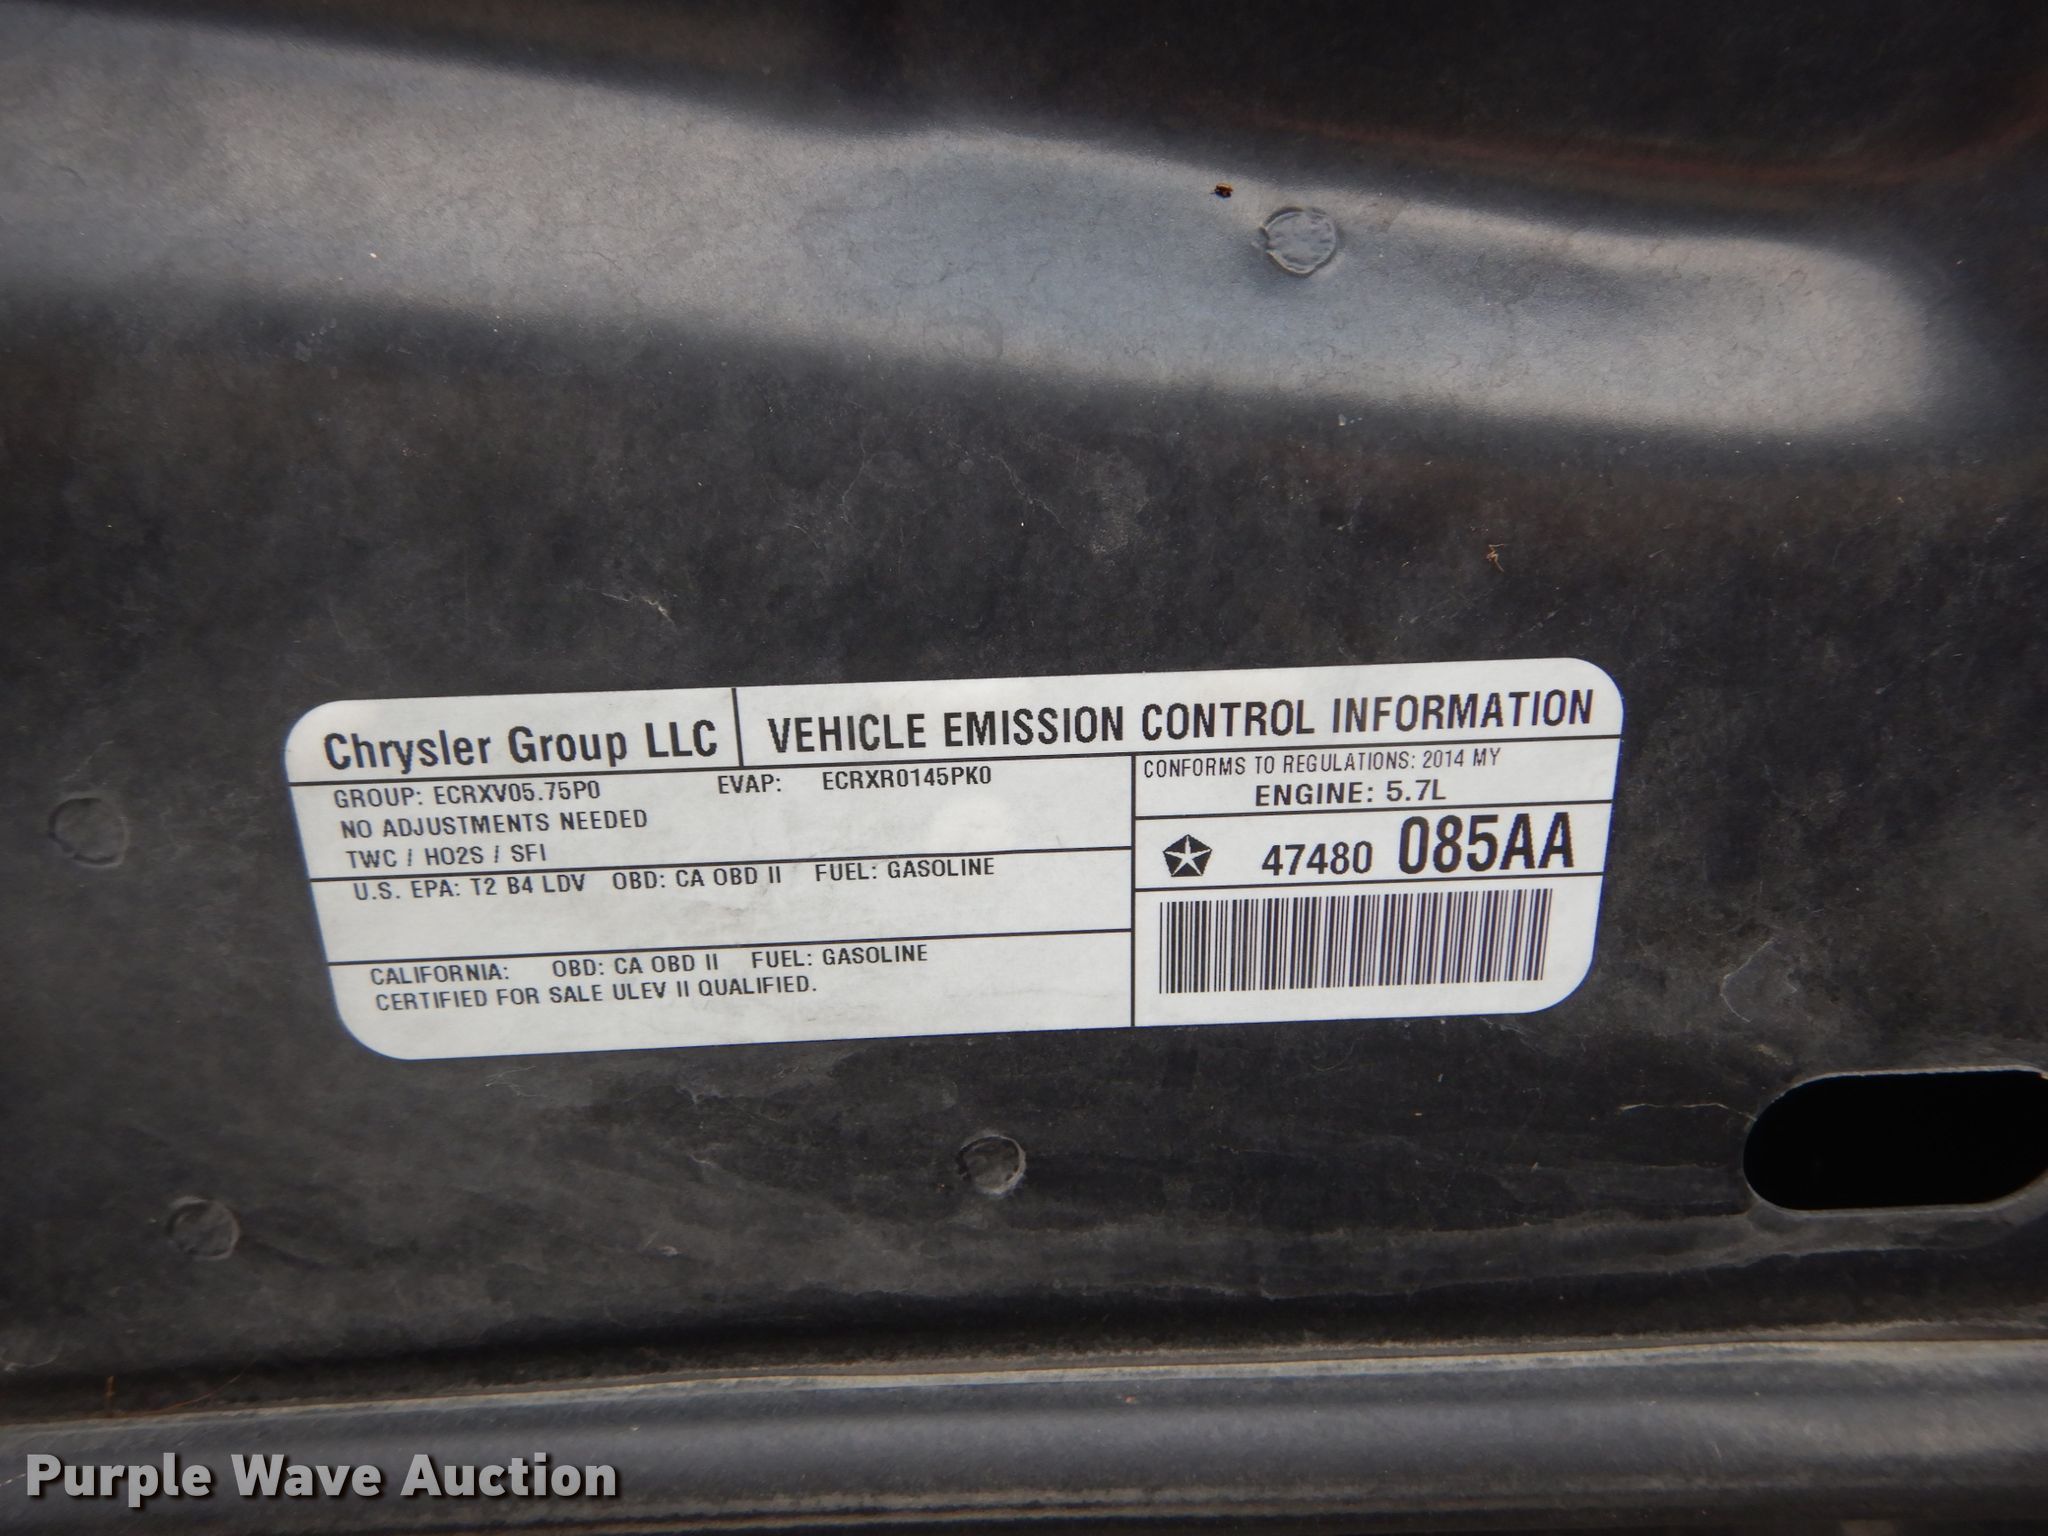 Chrysler Group LLC
VEHICLE EMISSION CONTROL INFORMATION
GROUP: ECRXV05.75P0 EVAP: ECRXR0145PK0
NO ADJUSTMENTS NEEDED
TWC / HO2S / SFI
U.S. EPA: T2 B4 LDV OBD: CA OBD II FUEL: GASOLINE
CALIFORNIA: OBD: CA OBD II FUEL: GASOLINE
CERTIFIED FOR SALE ULEV II QUALIFIED.
CONFORMS TO REGULATIONS: 2014 MY
ENGINE: 5.7L
47480 085AA
Purple Wave Auction